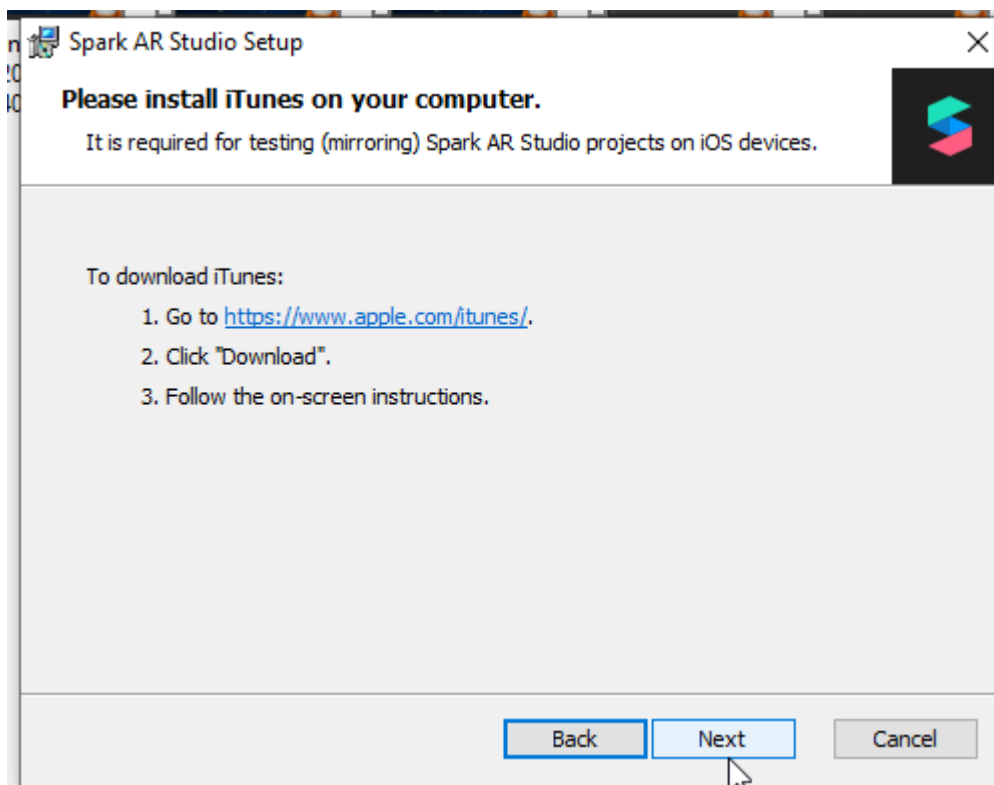 Spark AR Studio Setup
Please install iTunes on your computer.
It is required for testing (mirroring) Spark AR Studio projects on iOS devices.
To download iTunes:
1. Go to https://www.apple.com/itunes/.
2. Click "Download".
3. Follow the on-screen instructions.
Back Next Cancel